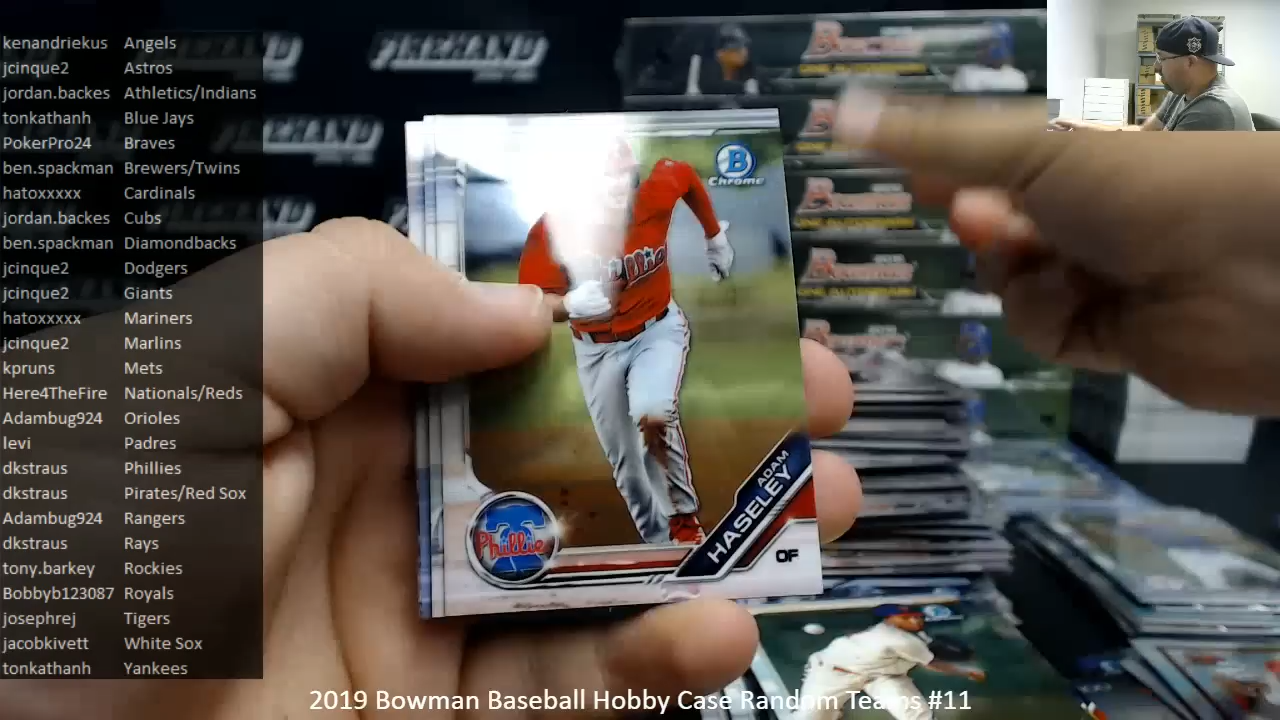 kenandriekus Angels
jcinque2 Astros
jordan.backes Athletics/Indians
tonkathanh Blue Jays
PokerPro24 Braves
ben.spackman Brewers/Twins
hatoxxxxx Cardinals
jordan.backes Cubs
ben.spackman Diamondbacks
jcinque2 Dodgers
jcinque2 Giants
hatoxxxxx Mariners
jcinque2 Marlins
kpruns Mets
Here4TheFire Nationals/Reds
Adambug924 Orioles
levi Padres
dkstraus Phillies
dkstraus Pirates/Red Sox
Adambug924 Rangers
dkstraus Rays
tony.barkey Rockies
Bobbyb123087 Royals
josephrej Tigers
jacobkivett White Sox
tonkathanh Yankees
B
Chrome
Phillies
ADAM
HASELEY
OF
Bowman
Bowman
Bowman
2019 Bowman Baseball Hobby Case Random Teams #11